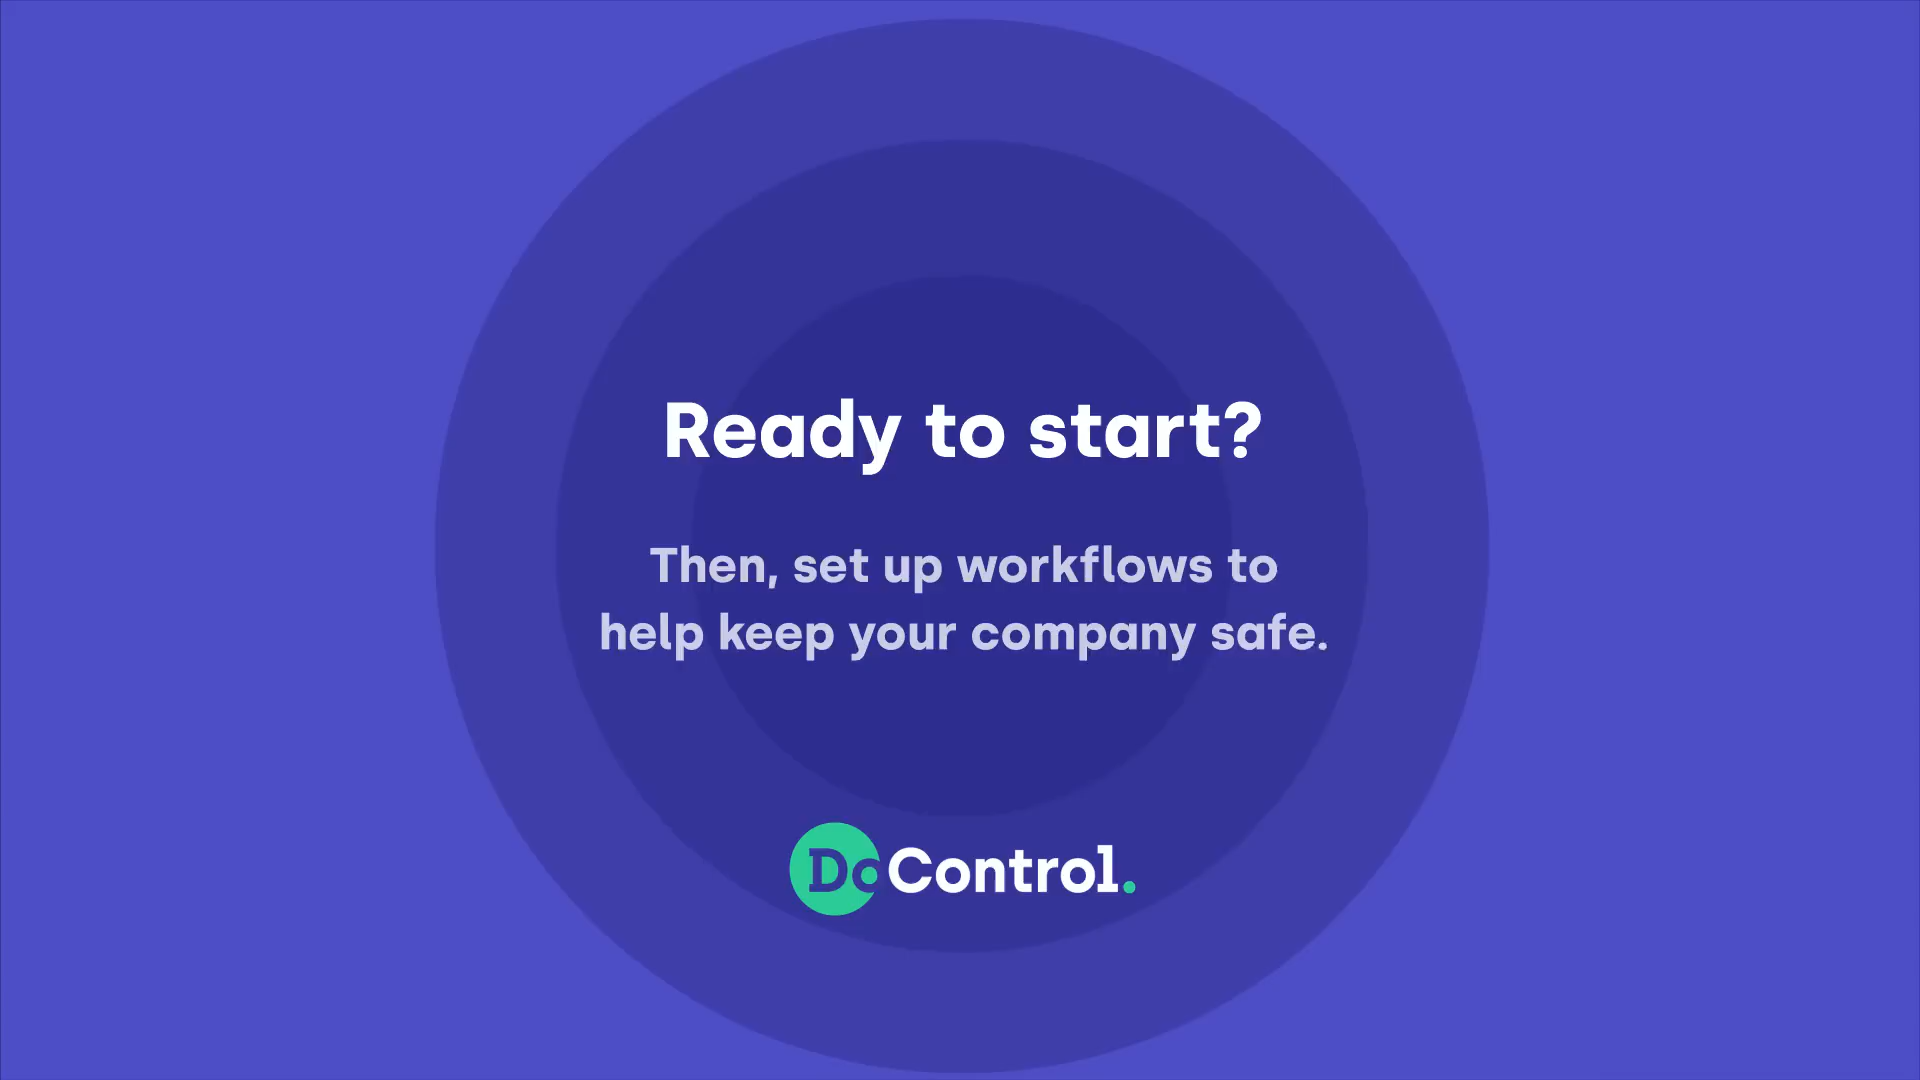 Ready to start?
Then, set up workflows to
help keep your company safe.
DoControl.